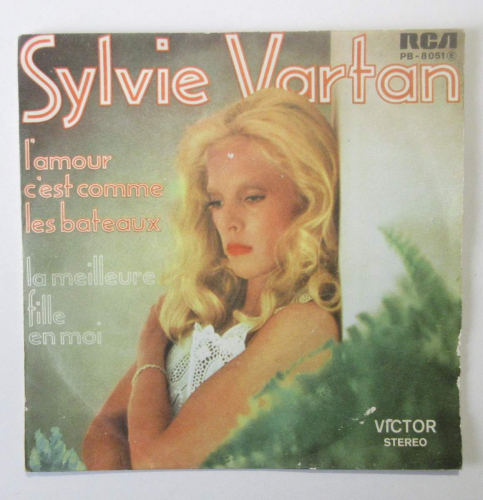 RCA
PB-8051
Sylvie Vartan
l'amour
c'est comme
les bateaux
la meilleure
fille
en moi
VICTOR
STEREO